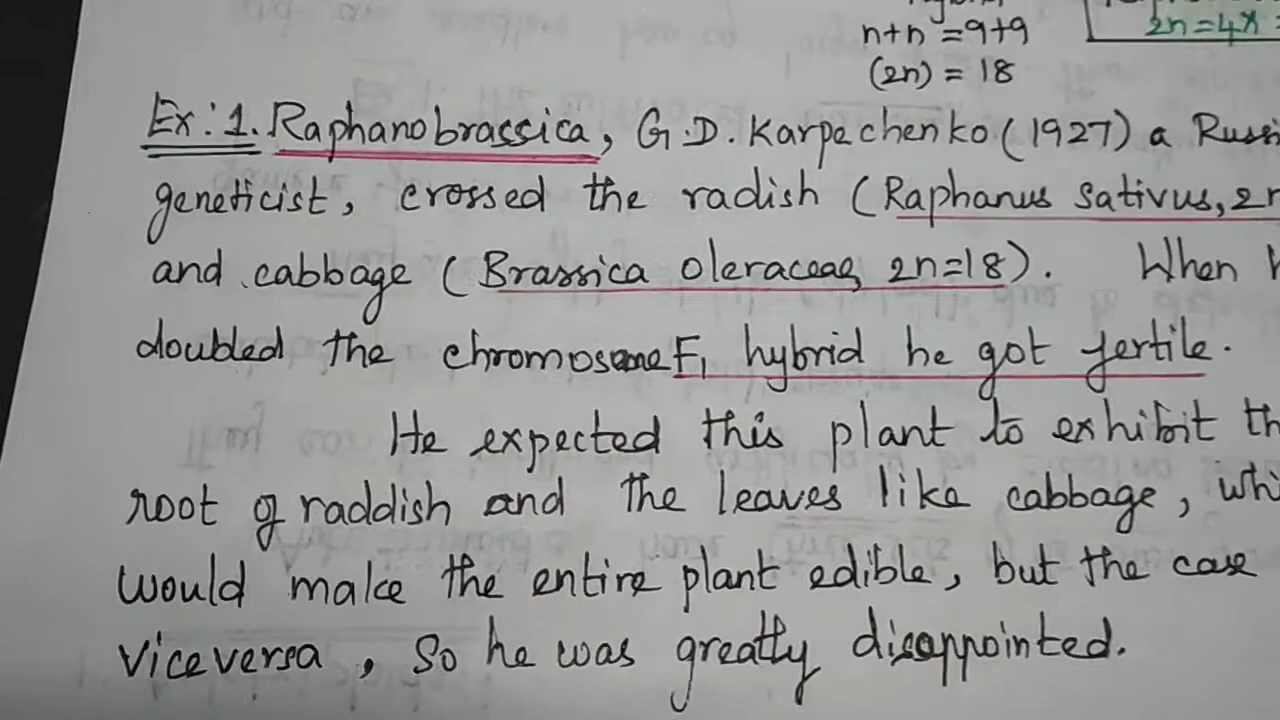 n+n = 9+9
2n=4x =
(2n) = 18
Ex:1. Raphanobrassica, G.D. Karpechenko (1927) a Russi
geneticist, crossed the radish (Raphanus sativus, 2n
and cabbage (Brassica oleraceae, 2n=18). When h
doubled the chromosome F1 hybrid he got fertile.
He expected this plant to exhibit th
root of raddish and the leaves like cabbage, whi
would make the entire plant edible, but the case
viceversa, So he was greatly disappointed.